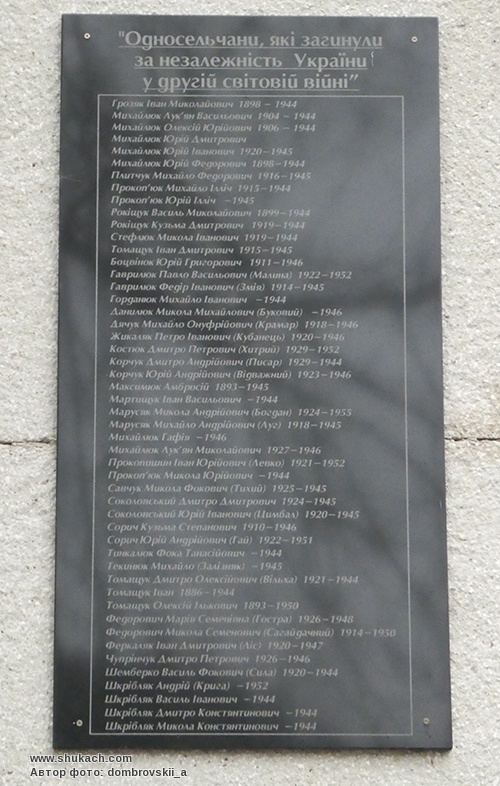 "Односельчани, які загинули
за незалежність України
у другій світовій війні"
Грозяк Іван Миколайович 1898 – 1944
Михайлюк Лук'ян Васильович 1904 – 1944
Михайлюк Олексій Юрійович 1906 – 1944
Михайлюк Юрій Дмитрович
Михайлюк Юрій Іванович 1920–1945
Михайлюк Юрій Федорович 1898–1944
Плитчук Михайло Федорович 1916–1945
Прокоп'юк Михайло Ілліч 1915–1944
Прокоп'юк Юрій Ілліч –1945
Рокіщук Василь Миколайович 1899–1944
Рокіщук Кузьма Дмитрович 1919–1944
Стефлюк Микола Іванович 1919–1944
Томащук Іван Дмитрович 1915–1945
Боцвінок Юрій Григорович 1911–1946
Гаврилюк Павло Васильович (Малина) 1922–1952
Гаврилюк Федір Іванович (Змія) 1914–1945
Горданюк Михайло Іванович –1944
Данилюк Микола Михайлович (Буковий) –1946
Дячук Михайло Онуфрійович (Крамар) 1918–1946
Жикаляк Петро Іванович (Кубанець) 1920–1946
Костюк Дмитро Петрович (Хитрий) 1929–1952
Корчук Дмитро Андрійович (Писар) 1929–1944
Корчук Юрій Андрійович (Відважний) 1923–1946
Максимюк Амбросій 1893–1945
Мартищук Іван Васильович –1944
Марусяк Микола Андрійович (Богдан) 1924–1955
Марусяк Михайло Андрійович (Луг) 1918–1945
Михайлюк Гафія –1946
Михайлюк Лук'ян Миколайович 1927–1946
Прокопишин Іван Юрійович (Левко) 1921–1952
Прокоп'юк Микола Юрійович –1944
Савчук Микола Фокович (Тихий) 1925–1945
Соколовський Дмитро Дмитрович 1924–1945
Соколовський Юрій Іванович (Цимбал) 1920–1945
Сорич Кузьма Степанович 1910–1946
Сорич Юрій Андрійович (Гай) 1922–1951
Тинкалюк Фока Танасійович –1944
Текинюк Михайло (Залізняк) –1945
Томащук Дмитро Олексійович (Вільха) 1921–1944
Томащук Іван 1886–1944
Томащук ОлексійІлькович 1893–1950
Федорович Марія Семенівна (Гостра) 1926–1948
Федорович Микола Семенович (Сагайдачний) 1914–1950
Феркаляк Іван Дмитрович (Ліс) 1920–1947
Чупрінчук Дмитро Петрович 1926–1946
Шемберко Василь Фокович (Сила) 1920–1944
Шкрібляк Андрій (Крига) –1952
Шкрібляк Василь Іванович –1944
Шкрібляк Дмитро Констянтинович –1944
Шкрібляк Микола Констянтинович –1944
www.shukach.com
Автор фото: dombrovskii_a